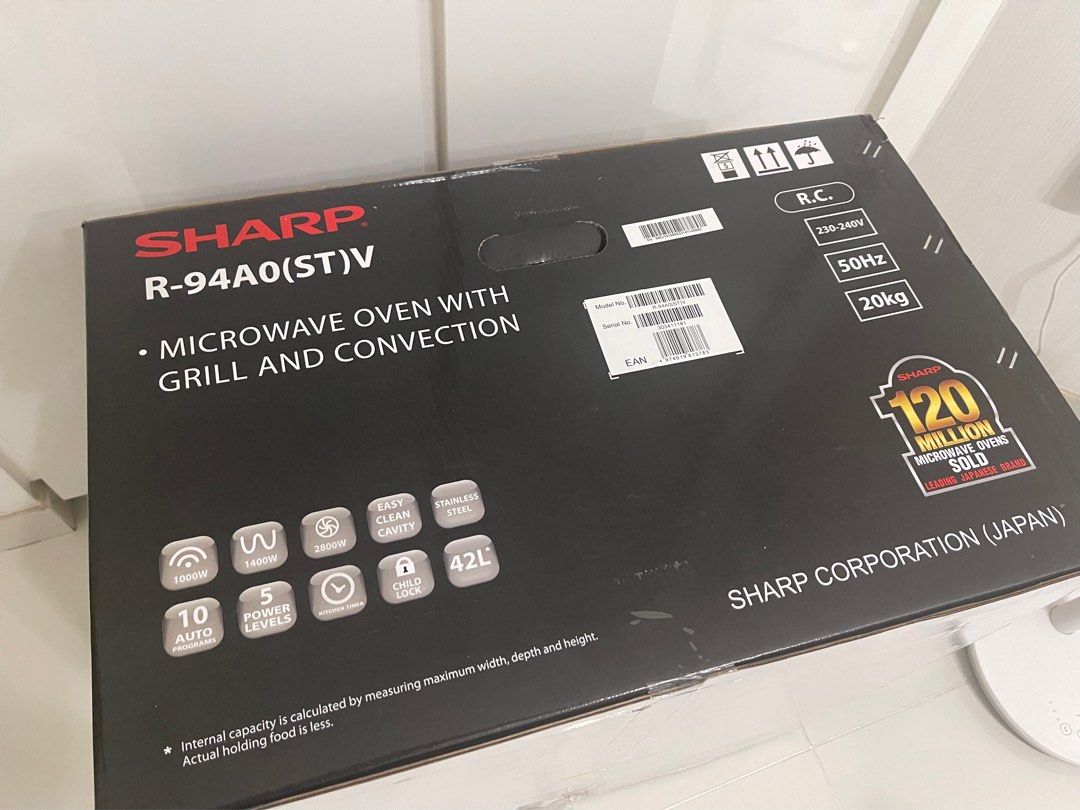 SHARP
R-94A0(ST)V
• MICROWAVE OVEN WITH
GRILL AND CONVECTION
Model No.
R-94A0(ST)V
Serial No.
EAN
5
R.C.
230-240V
50Hz
20kg
SHARP
120
MILLION
MICROWAVE OVENS
SOLD
LEADING JAPANESE BRAND
1000W
1400W
2800W
EASY
CLEAN
CAVITY
STAINLESS
STEEL
10
AUTO
PROGRAMS
5
POWER
LEVELS
KITCHEN TIMER
CHILD
LOCK
42L*
SHARP CORPORATION (JAPAN)
* Internal capacity is calculated by measuring maximum width, depth and height.
Actual holding food is less.